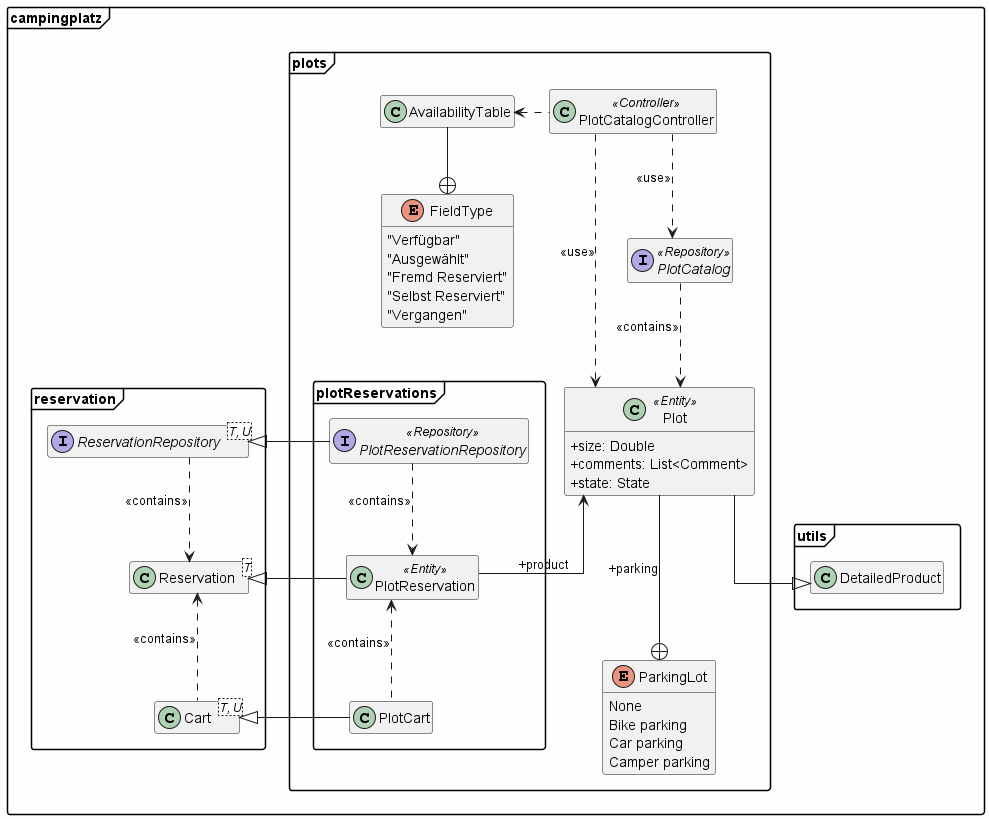 campingplatz
plots
C AvailabilityTable
C «Controller»
PlotCatalogController
«use»
«use»
E FieldType
"Verfügbar"
"Ausgewählt"
"Fremd Reserviert"
"Selbst Reserviert"
"Vergangen"
I «Repository»
PlotCatalog
«contains»
reservation
I ReservationRepository T, U
«contains»
C Reservation T
«contains»
C Cart T, U
plotReservations
I «Repository»
PlotReservationRepository
«contains»
C «Entity»
PlotReservation
«contains»
C PlotCart
C «Entity»
Plot
+size: Double
+comments: List<Comment>
+state: State
+product
+parking
utils
C DetailedProduct
E ParkingLot
None
Bike parking
Car parking
Camper parking